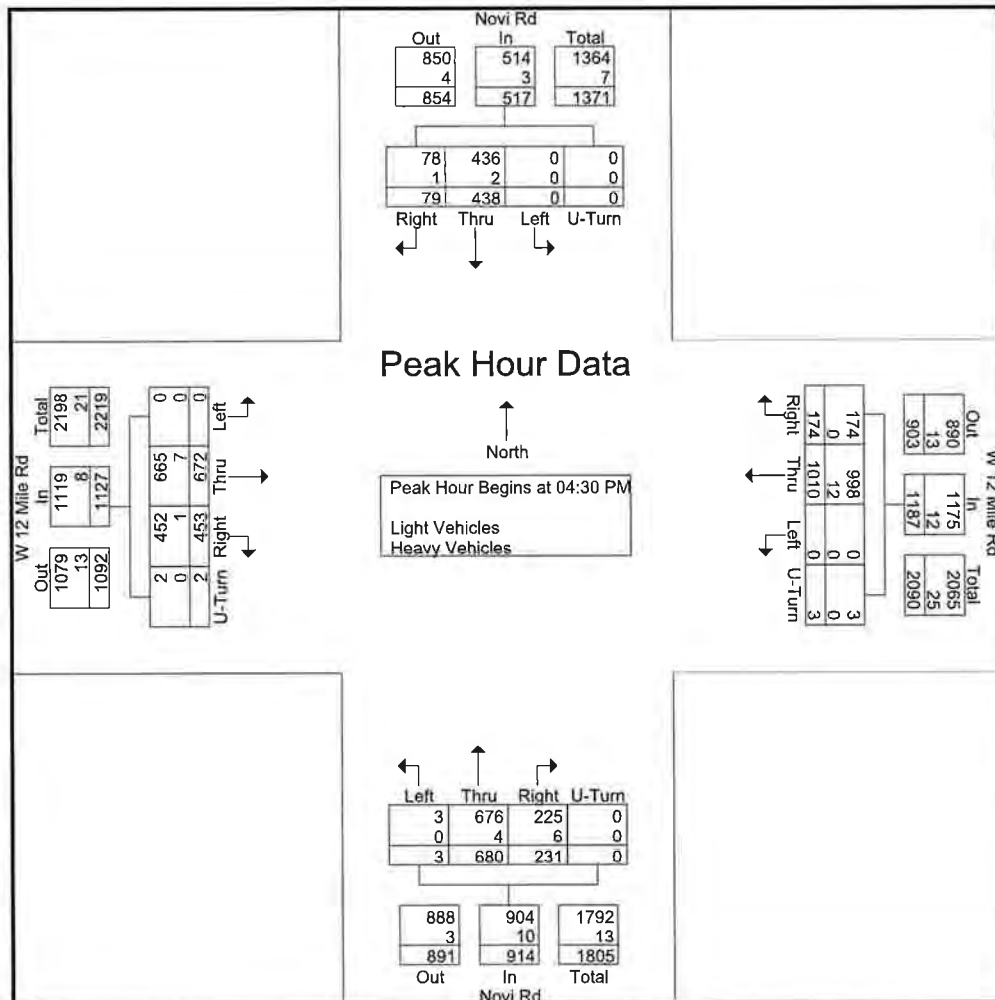 Novi Rd
Out In Total
850 514 1364
4 3 7
854 517 1371
78 436 0 0
1 2 0 0
79 438 0 0
Right Thru Left U-Turn
Peak Hour Data
North
Peak Hour Begins at 04:30 PM
Light Vehicles
Heavy Vehicles
W 12 Mile Rd
Out In Total
1079 1119 2198
13 8 21
1092 1127 2219
U-Turn Right Thru Left
2 452 665 0
0 1 7 0
2 453 672 0
W 12 Mile Rd
Out In Total
890 1175 2065
13 12 25
903 1187 2090
174 998 0 3
0 12 0 0
174 1010 0 3
Right Thru Left U-Turn
Left Thru Right U-Turn
3 676 225 0
0 4 6 0
3 680 231 0
888 904 1792
3 10 13
891 914 1805
Out In Total
Novi Rd